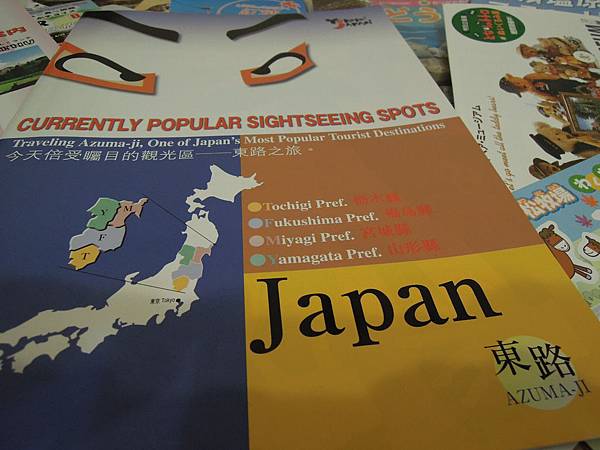 CURRENTLY POPULAR SIGHTSEEING SPOTS
Traveling Azuma-ji, One of Japan's Most Popular Tourist Destinations
今天倍受矚目的觀光區——東路之旅。
Tochigi Pref. 栃木縣
Fukushima Pref. 福島縣
Miyagi Pref. 宮城縣
Yamagata Pref. 山形縣
Y
M
F
T
東京 Tokyo
Japan
東路
AZUMA-JI